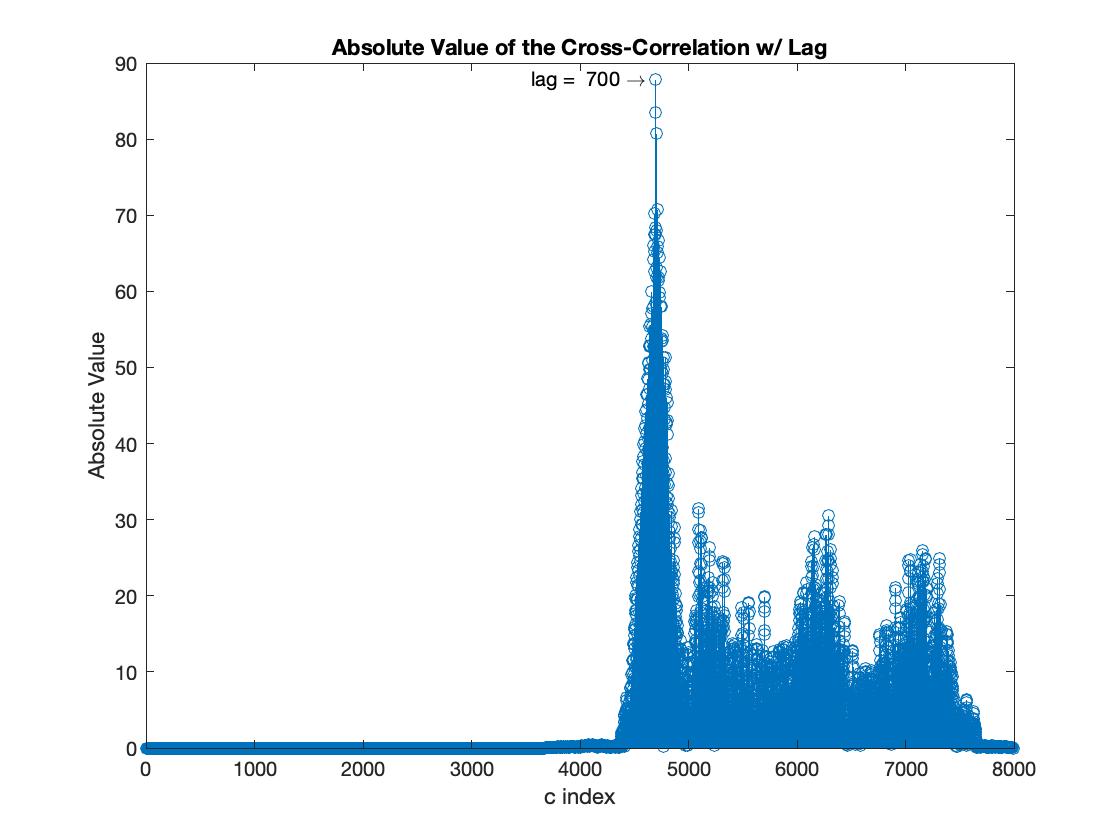 Absolute Value of the Cross-Correlation w/ Lag
90
lag = 700 →
80
70
60
50
40
30
20
10
0
Absolute Value
0 1000 2000 3000 4000 5000 6000 7000 8000
c index